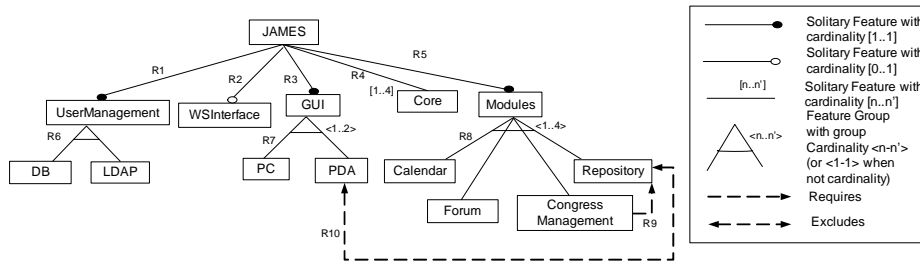 JAMES
R1
R2
R3
R4
R5
[1..4]
UserManagement
WSInterface
GUI
Core
Modules
R6
R7
<1..2>
R8
<1..4>
DB
LDAP
PC
PDA
Calendar
Repository
Forum
Congress
Management
R9
R10
Solitary Feature with
cardinality [1..1]
Solitary Feature with
cardinality [0..1]
[n..n']
Solitary Feature with
cardinality [n..n']
<n..n'>
Feature Group
with group
Cardinality <n-n'>
(or <1-1> when
not cardinality)
Requires
Excludes